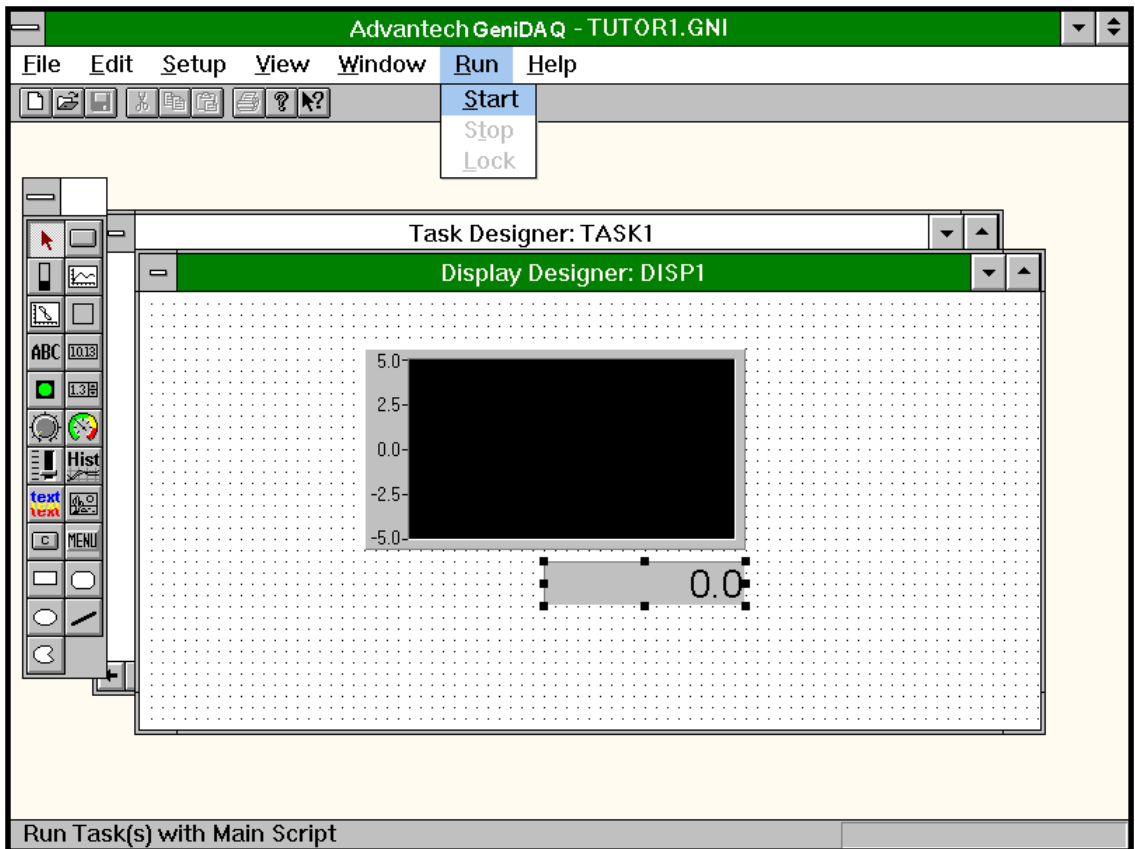 Advantech GeniDAQ - TUTOR1.GNI
File Edit Setup View Window Run Help
Start
Stop
Lock
Task Designer: TASK1
Display Designer: DISP1
ABC 10.13
1.3
Hist
text
text
C MENU
5.0
2.5
0.0
-2.5
-5.0
0.0
Run Task(s) with Main Script